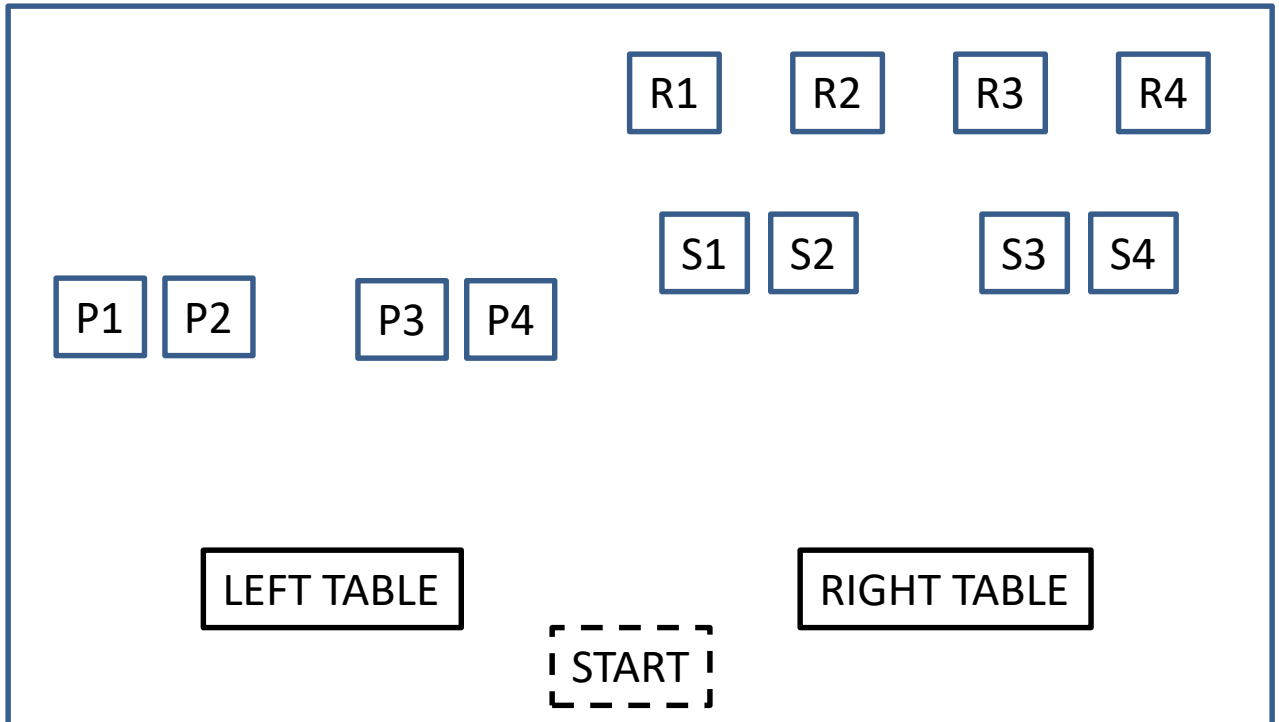 R1 R2 R3 R4
S1 S2 S3 S4
P1 P2 P3 P4
LEFT TABLE RIGHT TABLE
START